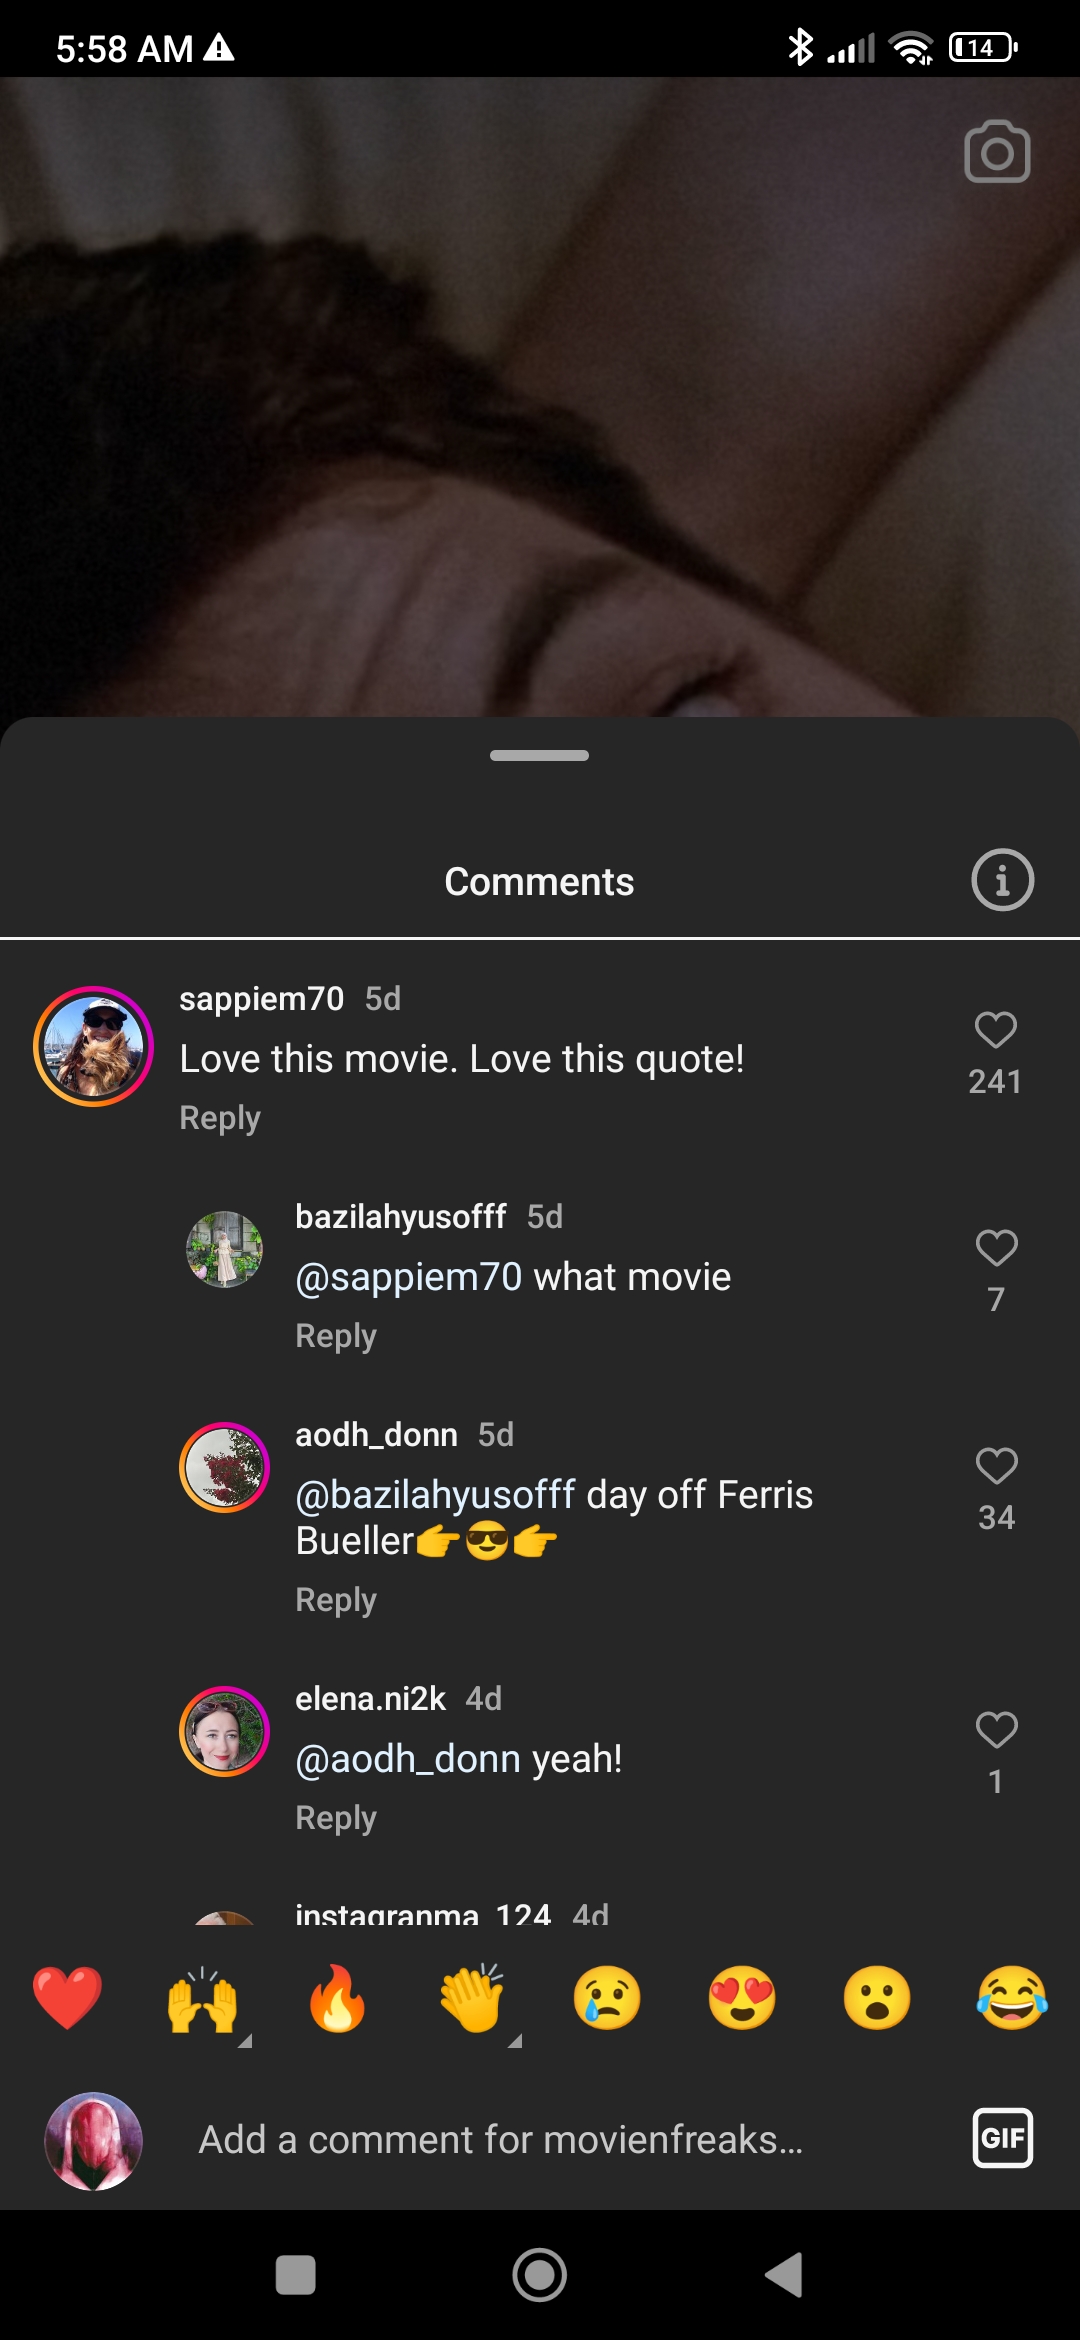 5:58 AM
14
Comments
sappiem70 5d
Love this movie. Love this quote!
241
Reply
bazilahyusofff 5d
@sappiem70 what movie
7
Reply
aodh_donn 5d
@bazilahyusofff day off Ferris
Bueller👉😎👉
34
Reply
elena.ni2k 4d
@aodh_donn yeah!
1
Reply
instagranma_124 4d
❤️🙌🔥👏😢😍😮😂
Add a comment for movienfreaks...
GIF